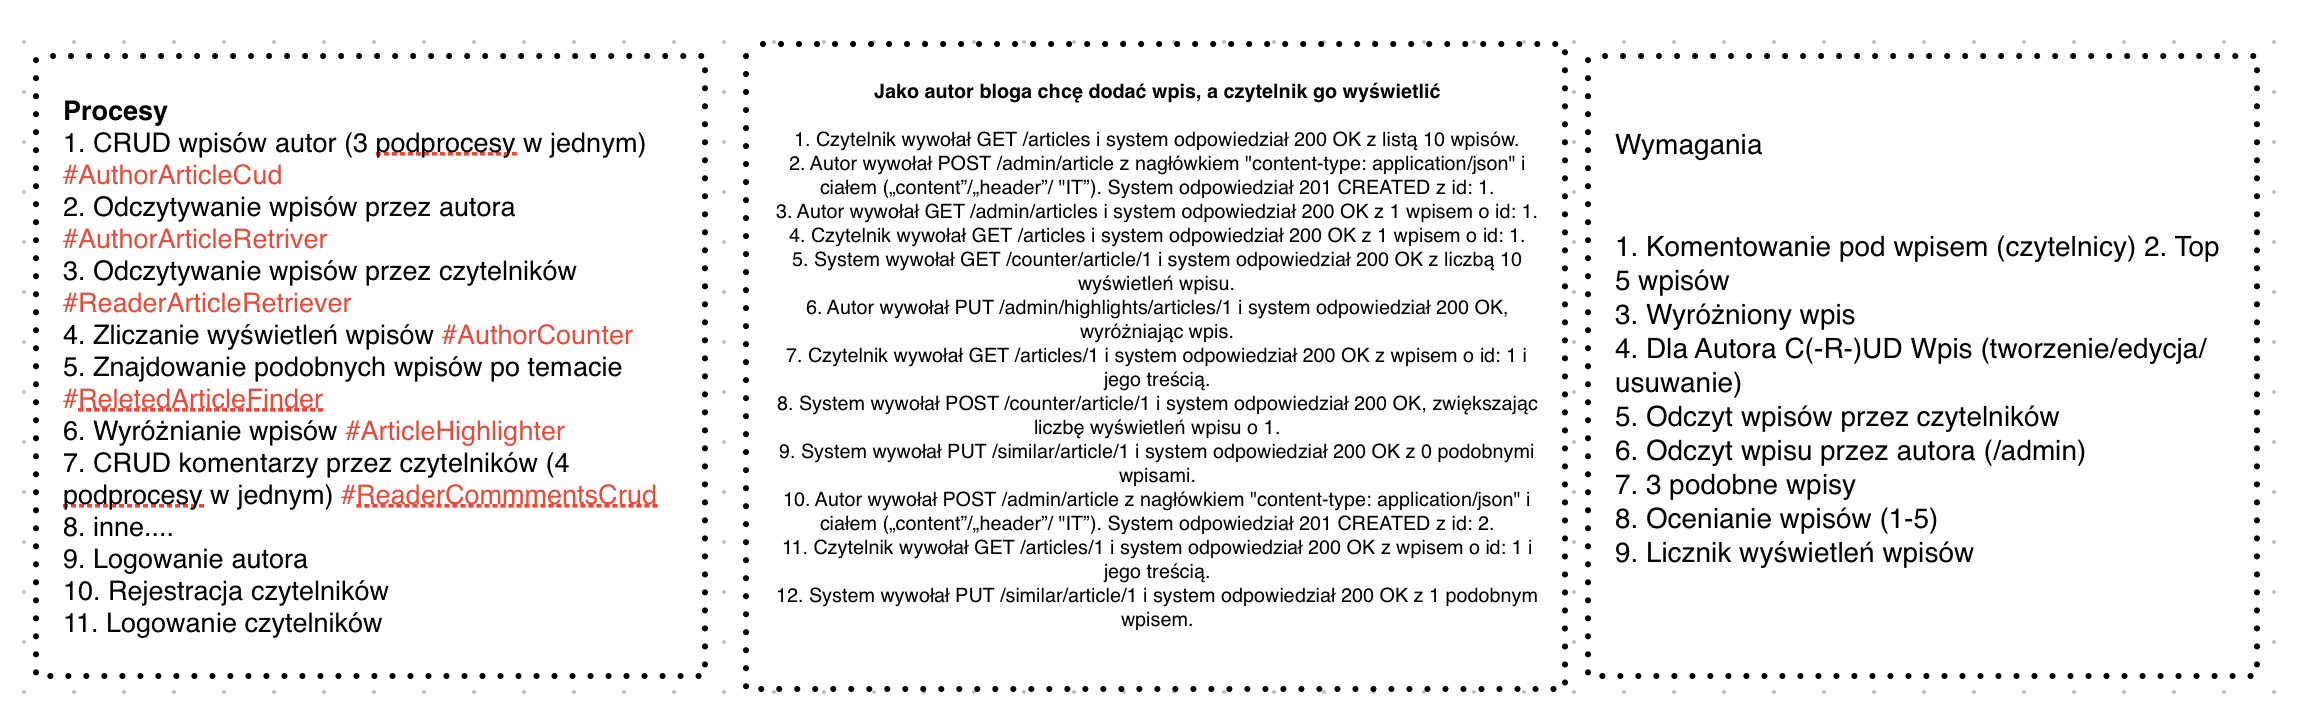 Procesy
1. CRUD wpisów autor (3 podprocesy w jednym)
#AuthorArticleCud
2. Odczytywanie wpisów przez autora
#AuthorArticleRetriver
3. Odczytywanie wpisów przez czytelników
#ReaderArticleRetriever
4. Zliczanie wyświetleń wpisów #AuthorCounter
5. Znajdowanie podobnych wpisów po temacie
#ReletedArticleFinder
6. Wyróżnianie wpisów #ArticleHighlighter
7. CRUD komentarzy przez czytelników (4
podprocesy w jednym) #ReaderCommmentsCrud
8. inne....
9. Logowanie autora
10. Rejestracja czytelników
11. Logowanie czytelników
Jako autor bloga chcę dodać wpis, a czytelnik go wyświetlić
1. Czytelnik wywołał GET /articles i system odpowiedział 200 OK z listą 10 wpisów.
2. Autor wywołał POST /admin/article z nagłówkiem "content-type: application/json" i
ciałem („content”/„header”/ "IT”). System odpowiedział 201 CREATED z id: 1.
3. Autor wywołał GET /admin/articles i system odpowiedział 200 OK z 1 wpisem o id: 1.
4. Czytelnik wywołał GET /articles i system odpowiedział 200 OK z 1 wpisem o id: 1.
5. System wywołał GET /counter/article/1 i system odpowiedział 200 OK z liczbą 10
wyświetleń wpisu.
6. Autor wywołał PUT /admin/highlights/articles/1 i system odpowiedział 200 OK,
wyróżniając wpis.
7. Czytelnik wywołał GET /articles/1 i system odpowiedział 200 OK z wpisem o id: 1 i
jego treścią.
8. System wywołał POST /counter/article/1 i system odpowiedział 200 OK, zwiększając
liczbę wyświetleń wpisu o 1.
9. System wywołał PUT /similar/article/1 i system odpowiedział 200 OK z 0 podobnymi
wpisami.
10. Autor wywołał POST /admin/article z nagłówkiem "content-type: application/json" i
ciałem („content”/„header”/ "IT”). System odpowiedział 201 CREATED z id: 2.
11. Czytelnik wywołał GET /articles/1 i system odpowiedział 200 OK z wpisem o id: 1 i
jego treścią.
12. System wywołał PUT /similar/article/1 i system odpowiedział 200 OK z 1 podobnym
wpisem.
Wymagania
1. Komentowanie pod wpisem (czytelnicy) 2. Top
5 wpisów
3. Wyróżniony wpis
4. Dla Autora C(-R-)UD Wpis (tworzenie/edycja/
usuwanie)
5. Odczyt wpisów przez czytelników
6. Odczyt wpisu przez autora (/admin)
7. 3 podobne wpisy
8. Ocenianie wpisów (1-5)
9. Licznik wyświetleń wpisów